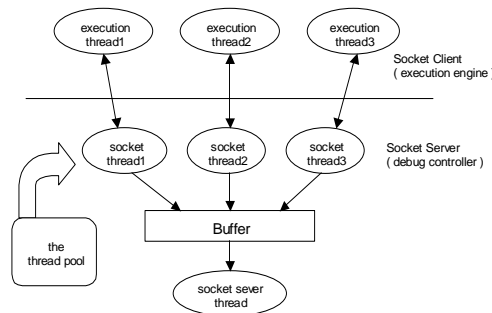 execution
thread1
execution
thread2
execution
thread3
Socket Client
( execution engine )
socket
thread1
socket
thread2
socket
thread3
Socket Server
( debug controller )
the
thread pool
Buffer
socket sever
thread